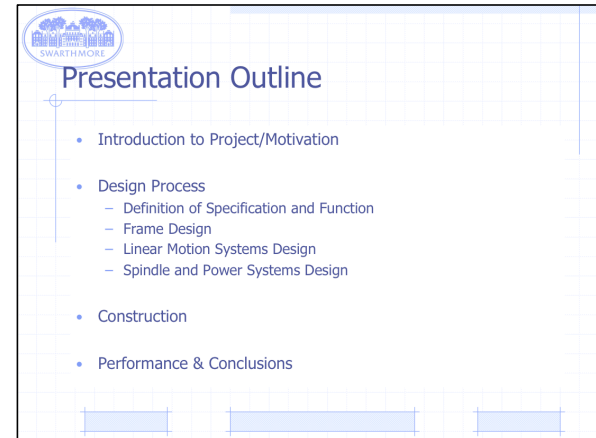 SWARTHMORE
Presentation Outline
• Introduction to Project/Motivation
• Design Process
– Definition of Specification and Function
– Frame Design
– Linear Motion Systems Design
– Spindle and Power Systems Design
• Construction
• Performance & Conclusions